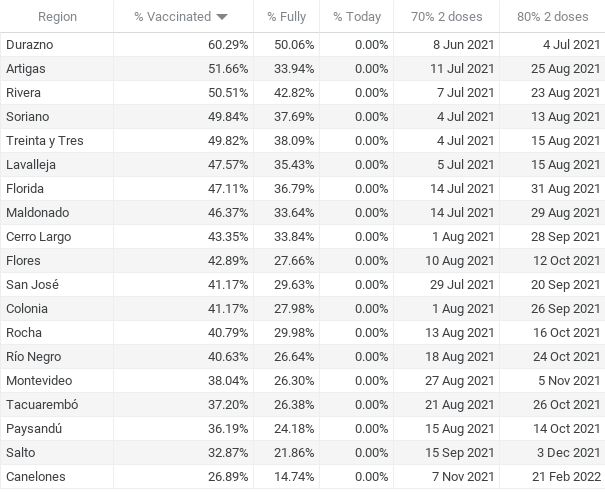 Region % Vaccinated % Fully % Today 70% 2 doses 80% 2 doses
Durazno 60.29% 50.06% 0.00% 8 Jun 2021 4 Jul 2021
Artigas 51.66% 33.94% 0.00% 11 Jul 2021 25 Aug 2021
Rivera 50.51% 42.82% 0.00% 7 Jul 2021 23 Aug 2021
Soriano 49.84% 37.69% 0.00% 4 Jul 2021 13 Aug 2021
Treinta y Tres 49.82% 38.09% 0.00% 4 Jul 2021 15 Aug 2021
Lavalleja 47.57% 35.43% 0.00% 5 Jul 2021 15 Aug 2021
Florida 47.11% 36.79% 0.00% 14 Jul 2021 31 Aug 2021
Maldonado 46.37% 33.64% 0.00% 14 Jul 2021 29 Aug 2021
Cerro Largo 43.35% 33.84% 0.00% 1 Aug 2021 28 Sep 2021
Flores 42.89% 27.66% 0.00% 10 Aug 2021 12 Oct 2021
San José 41.17% 29.63% 0.00% 29 Jul 2021 20 Sep 2021
Colonia 41.17% 27.98% 0.00% 1 Aug 2021 26 Sep 2021
Rocha 40.79% 29.98% 0.00% 13 Aug 2021 16 Oct 2021
Río Negro 40.63% 26.64% 0.00% 18 Aug 2021 24 Oct 2021
Montevideo 38.04% 26.30% 0.00% 27 Aug 2021 5 Nov 2021
Tacuarembó 37.20% 26.38% 0.00% 21 Aug 2021 26 Oct 2021
Paysandú 36.19% 24.18% 0.00% 15 Aug 2021 14 Oct 2021
Salto 32.87% 21.86% 0.00% 15 Sep 2021 3 Dec 2021
Canelones 26.89% 14.74% 0.00% 7 Nov 2021 21 Feb 2022